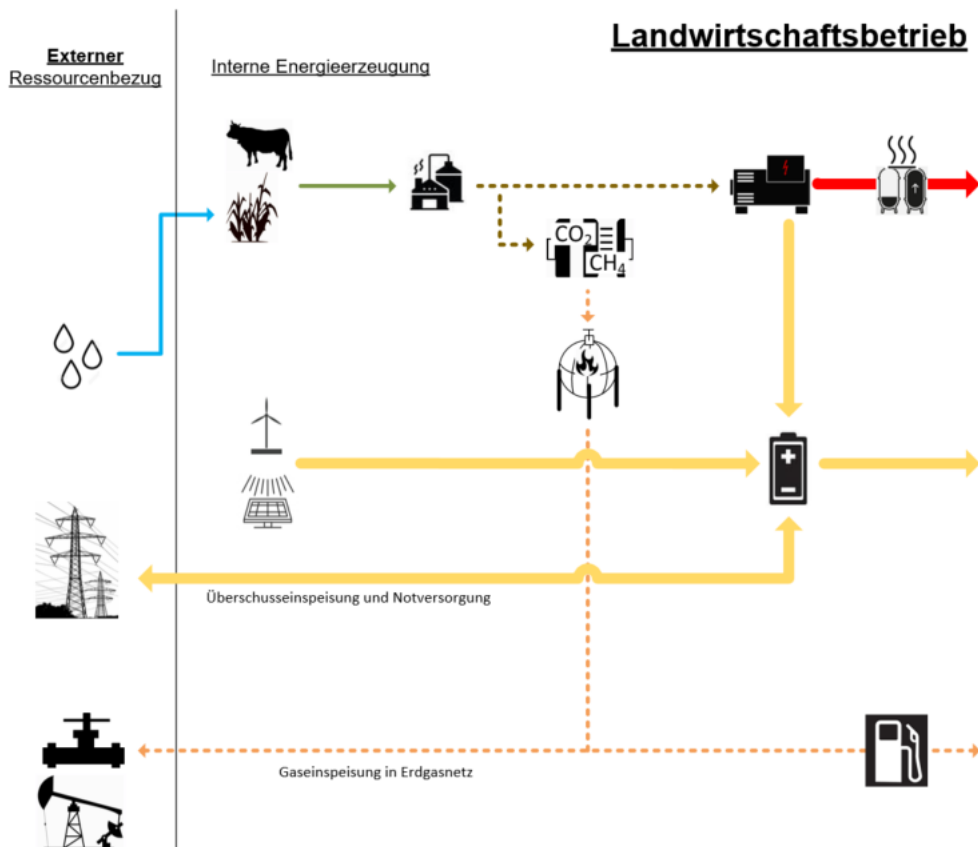 Landwirtschaftsbetrieb
Externer
Ressourcenbezug
Interne Energieerzeugung
CO2
CH4
Überschusseinspeisung und Notversorgung
Gaseinspeisung in Erdgasnetz